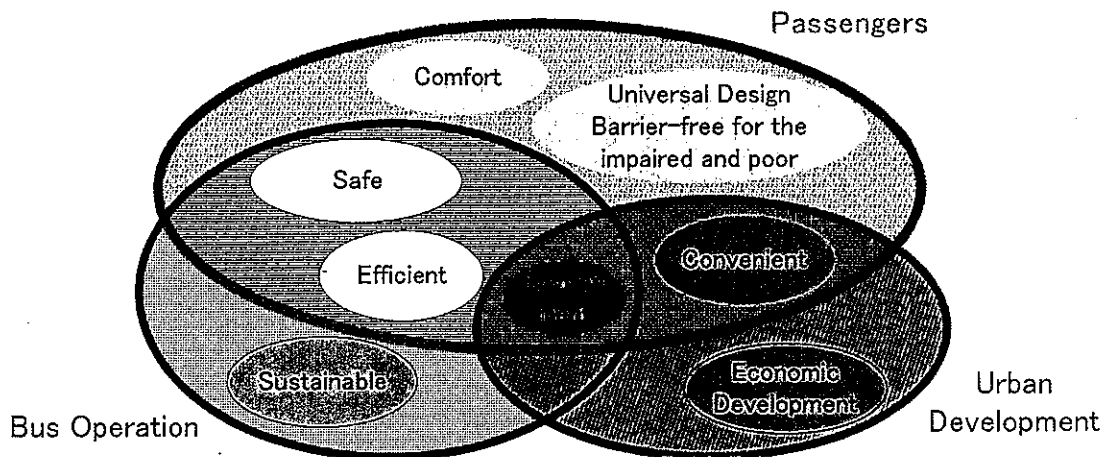 Passengers
Comfort
Universal Design
Barrier-free for the
impaired and poor
Safe
Efficient
Convenient
Sustainable
Economic
Development
Bus Operation
Urban
Development